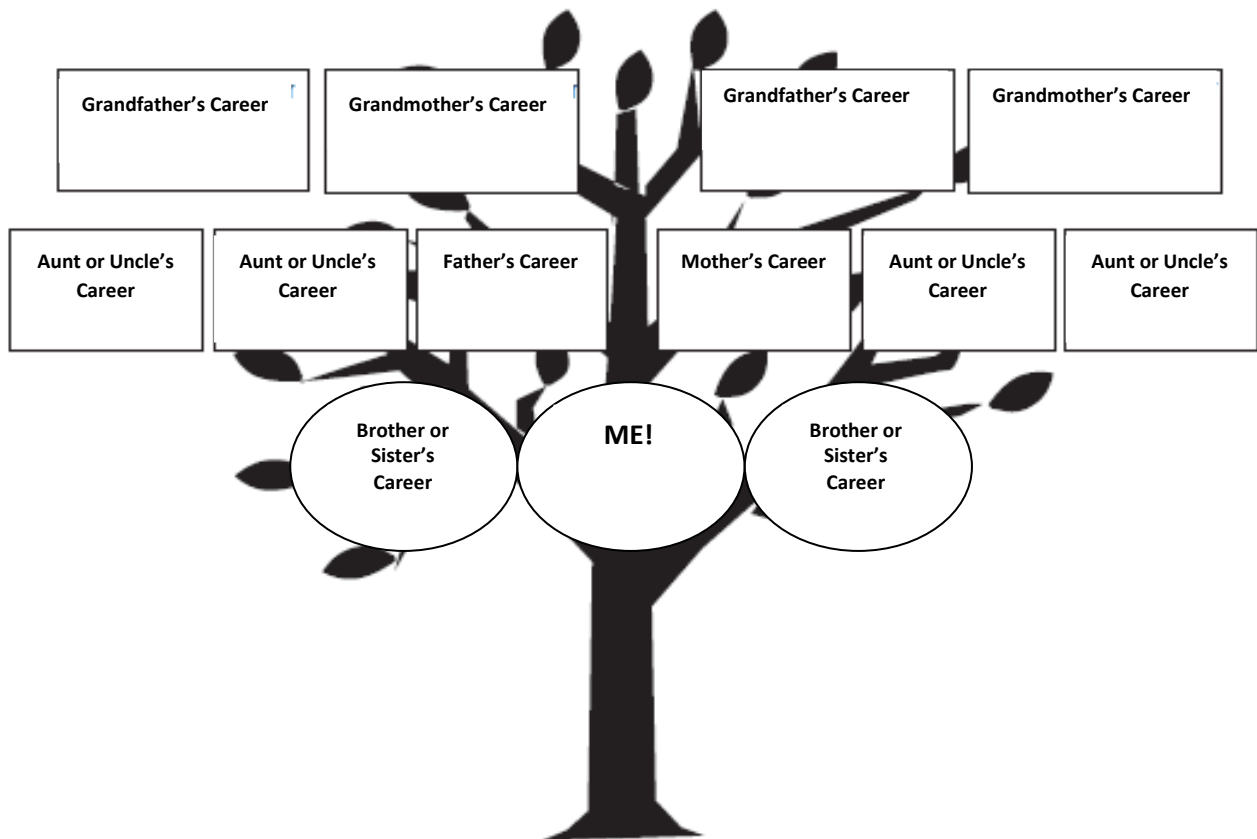 Grandfather’s Career
Grandmother’s Career
Grandfather’s Career
Grandmother’s Career
Aunt or Uncle’s
Career
Aunt or Uncle’s
Career
Father’s Career
Mother’s Career
Aunt or Uncle’s
Career
Aunt or Uncle’s
Career
Brother or
Sister’s
Career
ME!
Brother or
Sister’s
Career